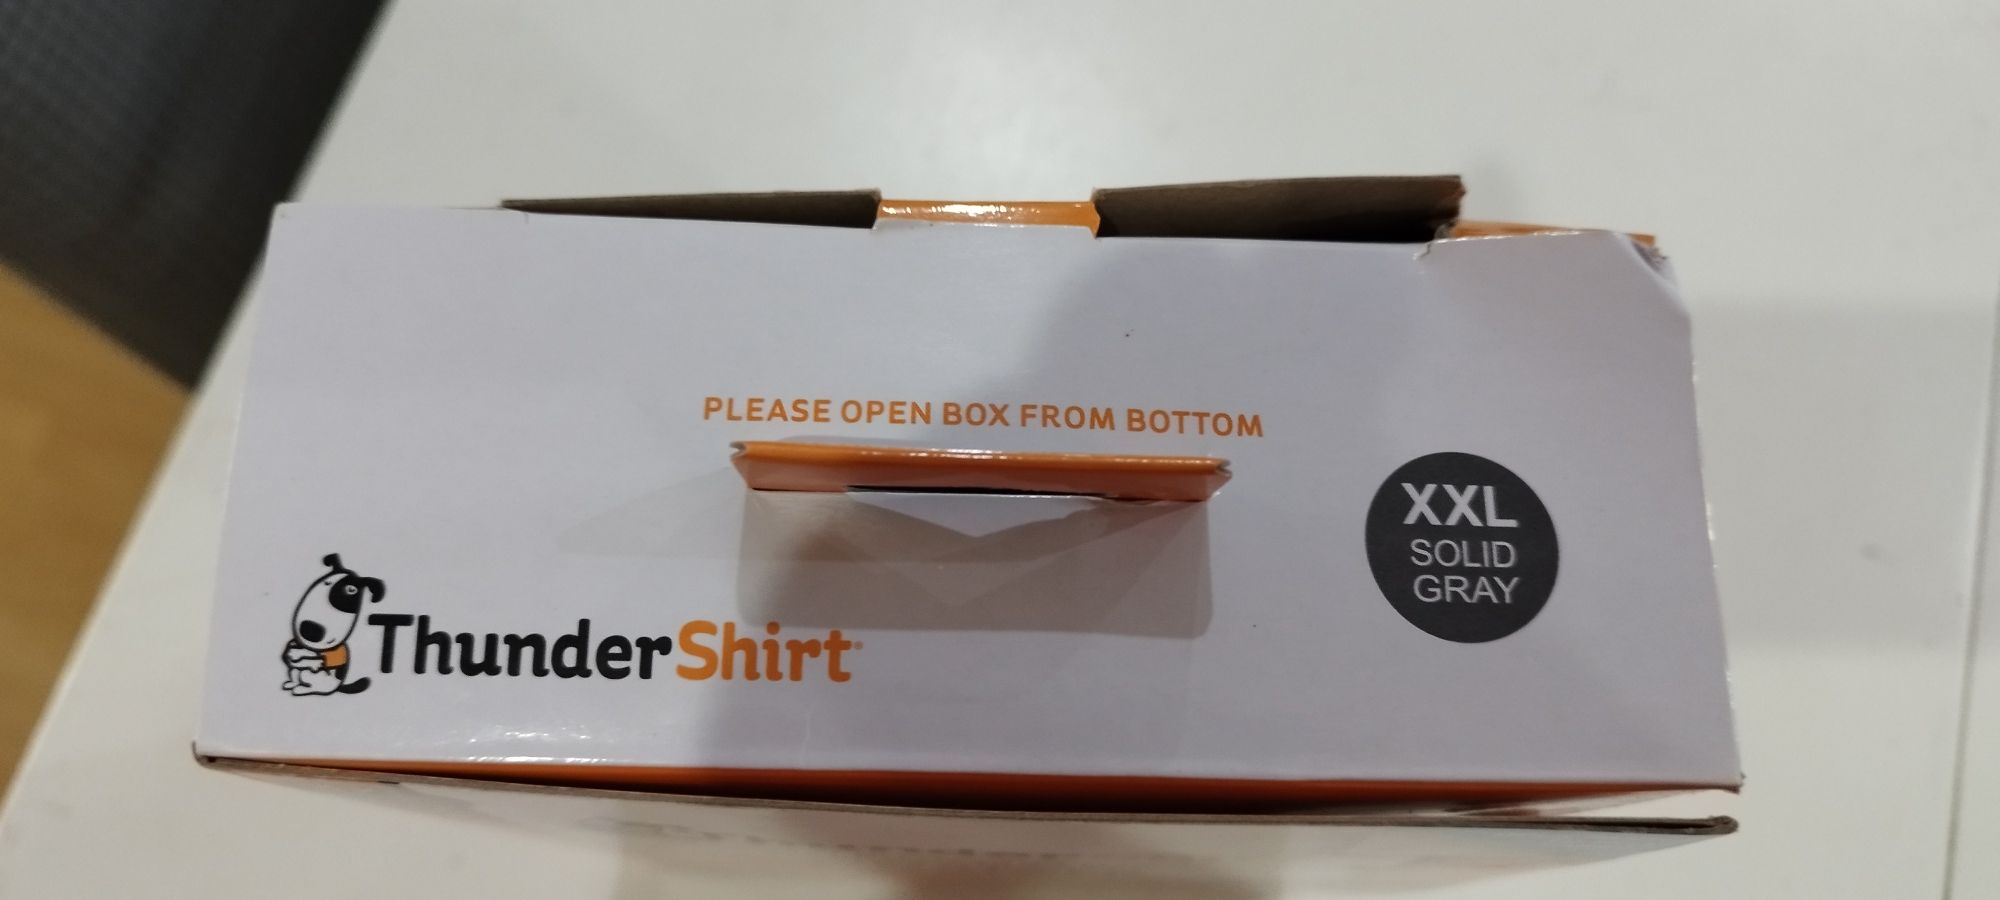 PLEASE OPEN BOX FROM BOTTOM
XXL
SOLID
GRAY
ThunderShirt